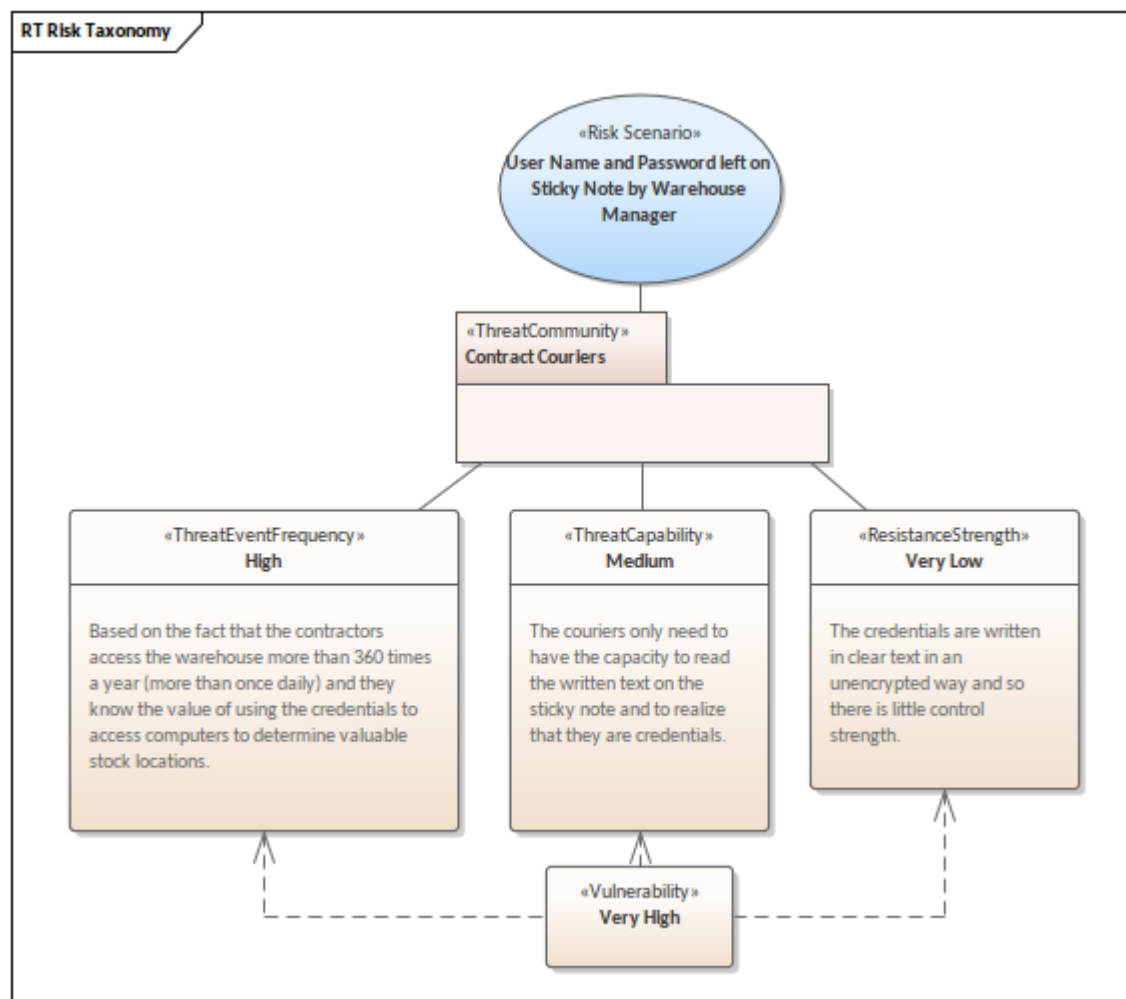 RT Risk Taxonomy
«Risk Scenario»
User Name and Password left on
Sticky Note by Warehouse
Manager
«ThreatCommunity»
Contract Couriers
«ThreatEventFrequency»
High
Based on the fact that the contractors
access the warehouse more than 360 times
a year (more than once daily) and they
know the value of using the credentials to
access computers to determine valuable
stock locations.
«ThreatCapability»
Medium
The couriers only need to
have the capacity to read
the written text on the
sticky note and to realize
that they are credentials.
«ResistanceStrength»
Very Low
The credentials are written
in clear text in an
unencrypted way and so
there is little control
strength.
«Vulnerability»
Very High